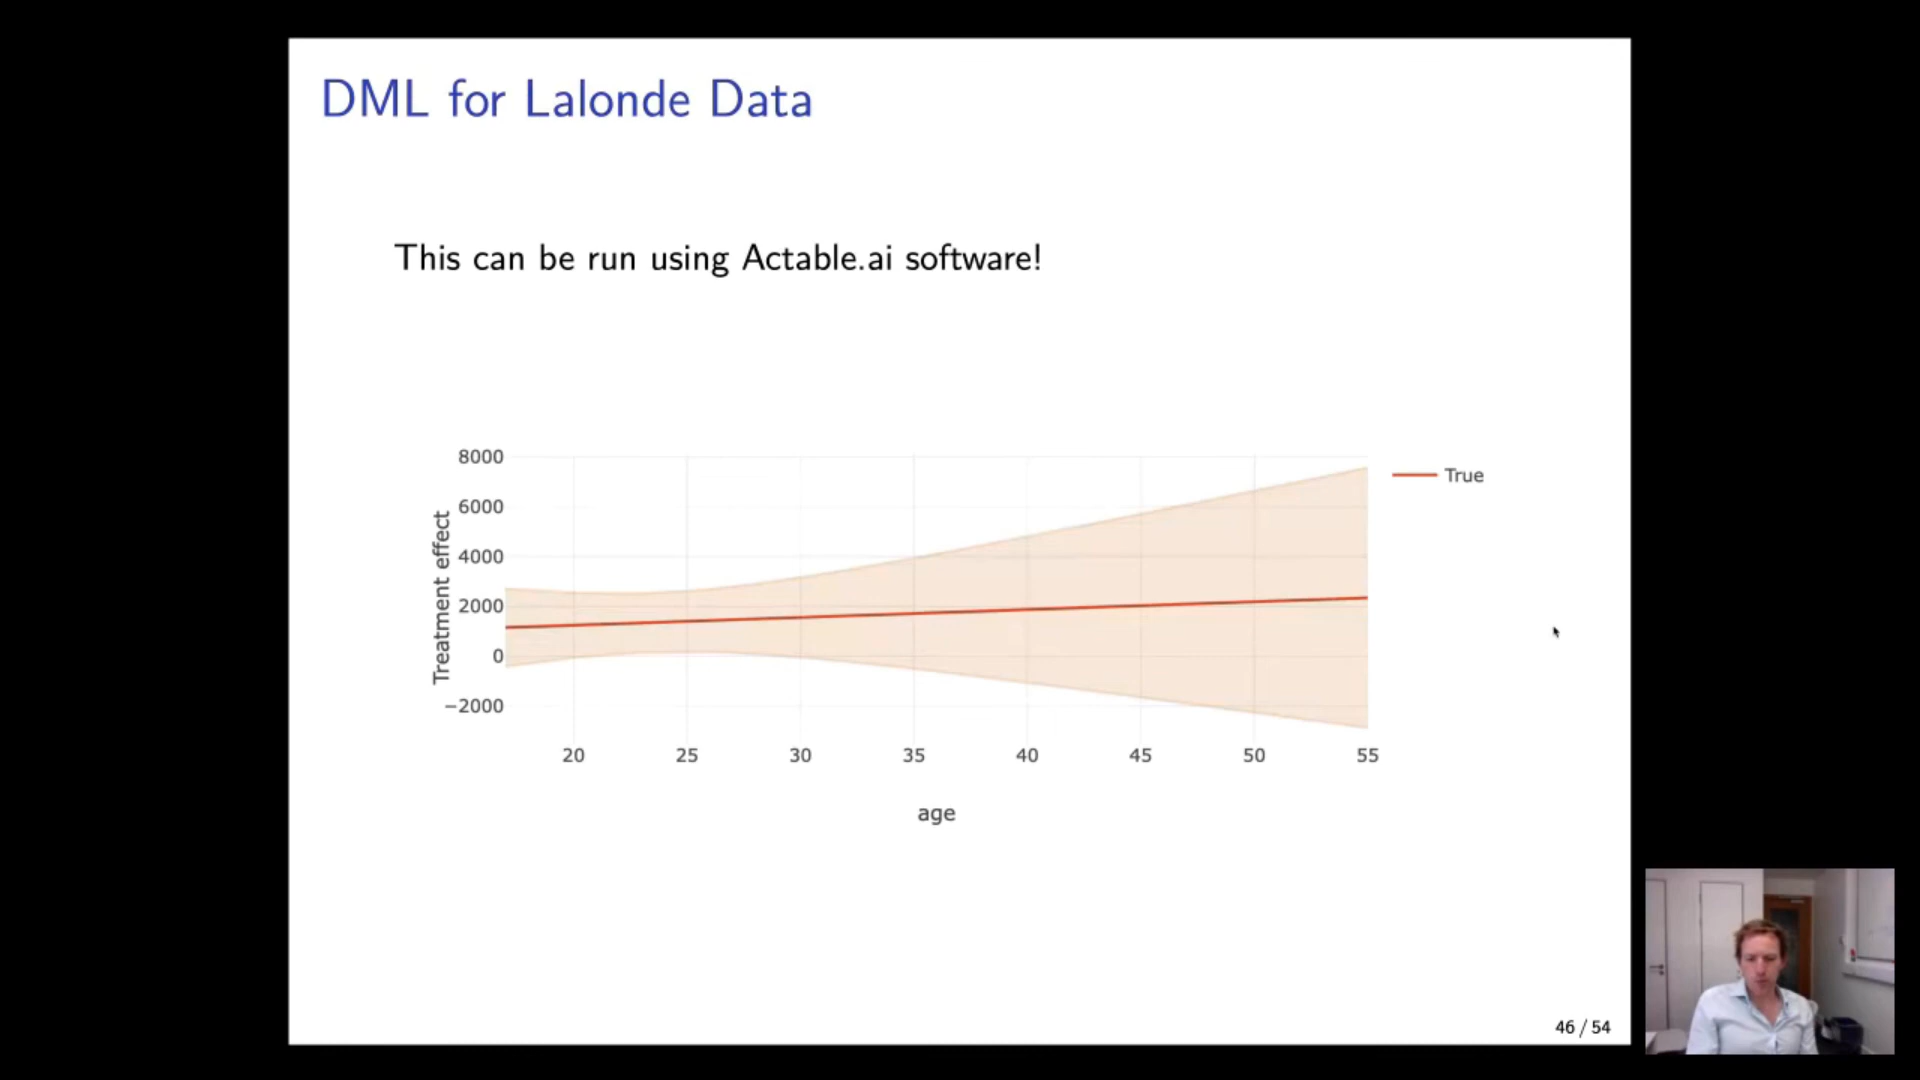 DML for Lalonde Data
This can be run using Actable.ai software!
8000
6000
4000
2000
0
−2000
Treatment effect
True
20 25 30 35 40 45 50 55
age
46 / 54